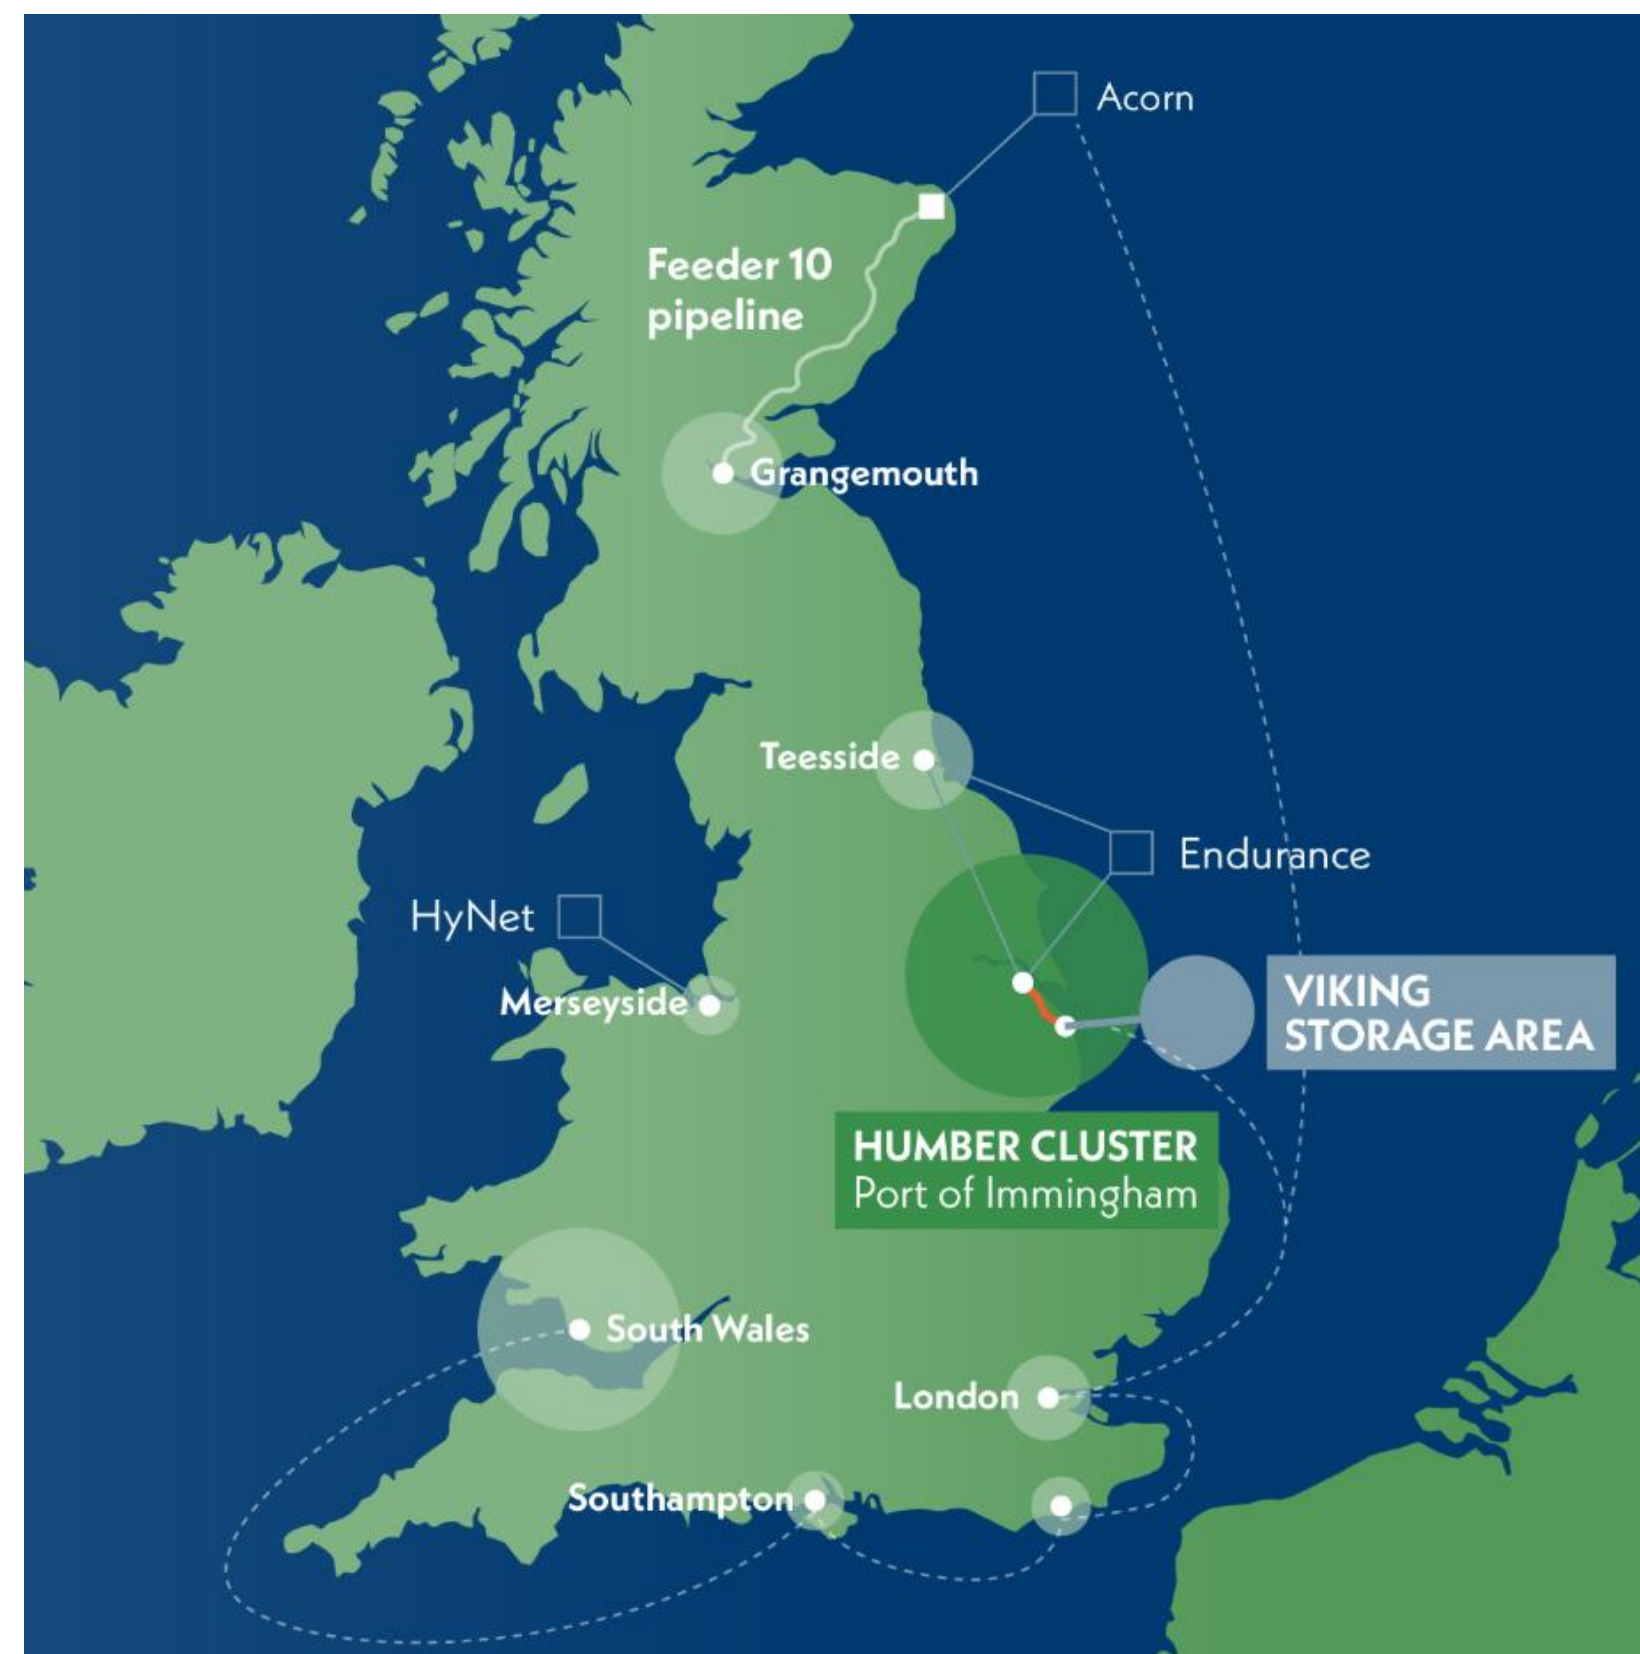 Acorn
Feeder 10
pipeline
Grangemouth
Teesside
Endurance
HyNet
Merseyside
VIKING
STORAGE AREA
HUMBER CLUSTER
Port of Immingham
South Wales
London
Southampton